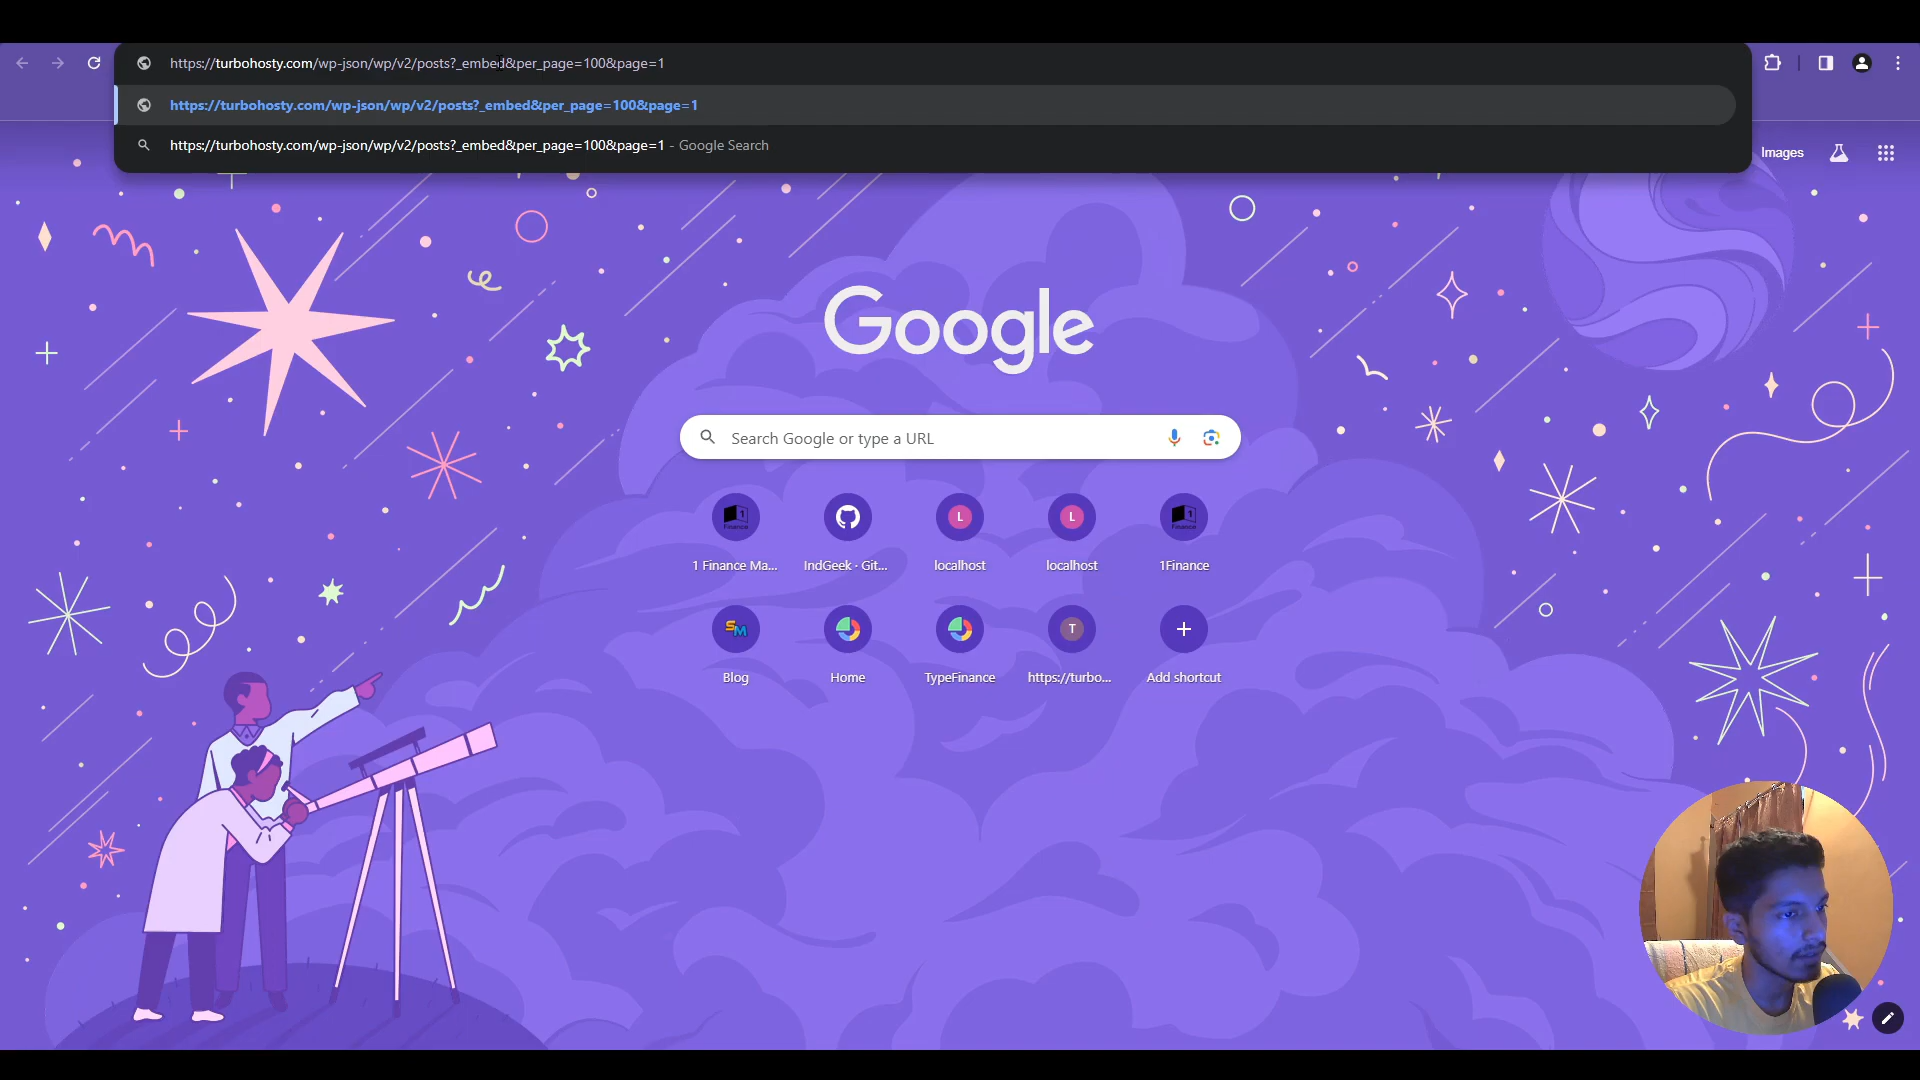 https://turbohosty.com/wp-json/wp/v2/posts?_embed&per_page=100&page=1
https://turbohosty.com/wp-json/wp/v2/posts?_embed&per_page=100&page=1
https://turbohosty.com/wp-json/wp/v2/posts?_embed&per_page=100&page=1 - Google Search
Images
Google
Search Google or type a URL
1 Finance Ma...
IndGeek · Git...
L
localhost
L
localhost
1Finance
SM
Blog
Home
TypeFinance
T
https://turbo...
Add shortcut